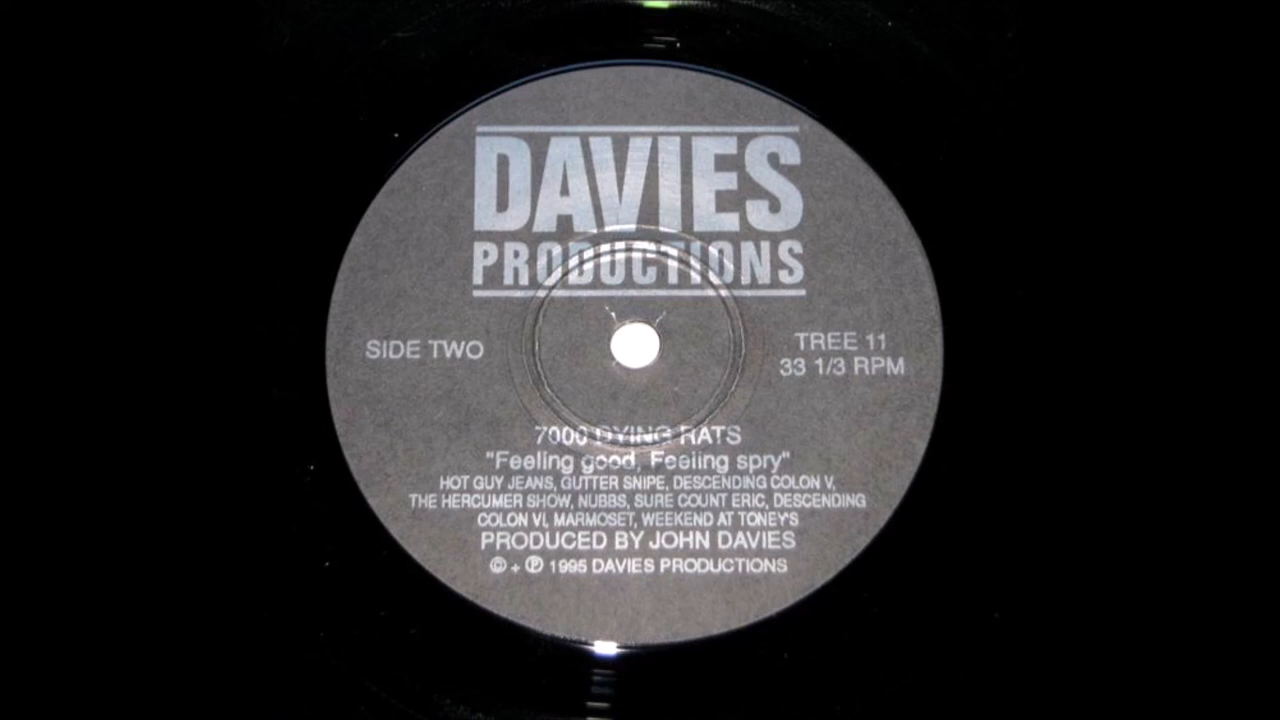 DAVIES
PRODUCTIONS
SIDE TWO
TREE 11
33 1/3 RPM
7000 DYING RATS
"Feeling good, Feeling spry"
HOT GUY JEANS, GUTTER SNIPE, DESCENDING COLON V,
THE HERCUMER SHOW, NUBBS, SURE COUNT ERIC, DESCENDING
COLON VI, MARMOSET, WEEKEND AT TONEY'S
PRODUCED BY JOHN DAVIES
© + ℗ 1995 DAVIES PRODUCTIONS